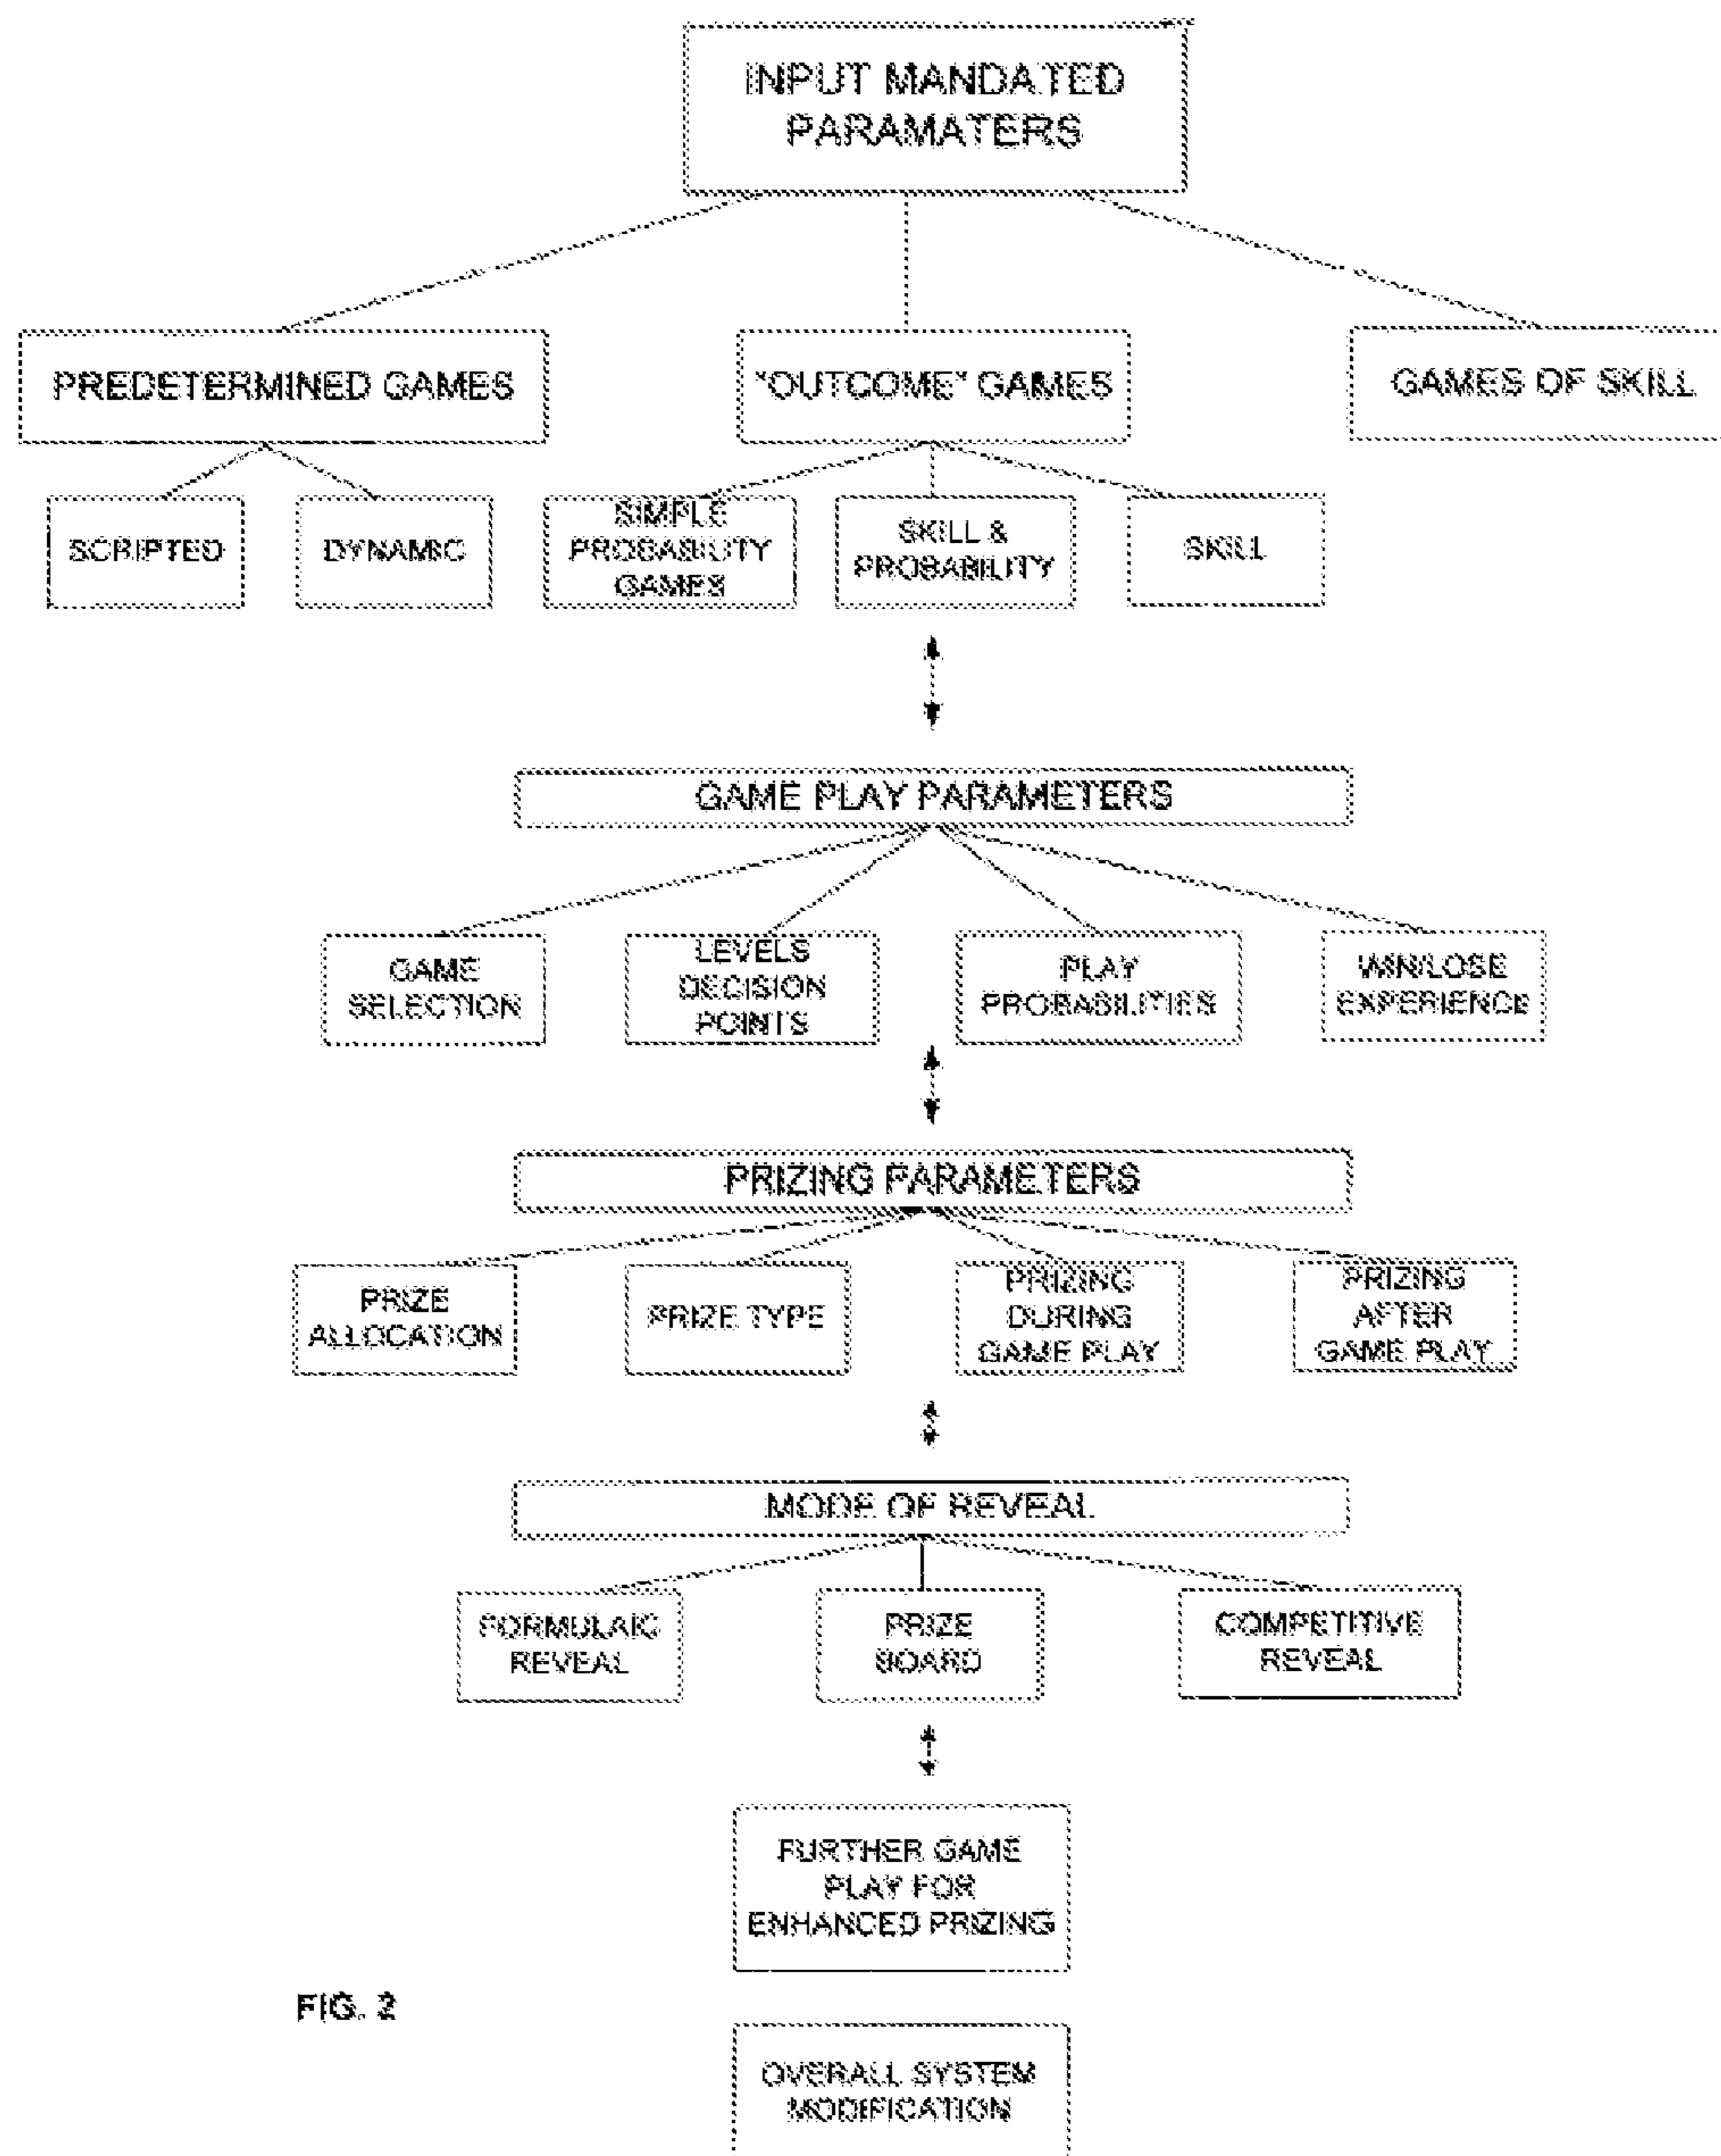 INPUT MANDATED
PARAMATERS
PREDETERMINED GAMES
"OUTCOME" GAMES
GAMES OF SKILL
SCRIPTED
DYNAMIC
SIMPLE
PROBABILITY
GAMES
SKILL &
PROBABILITY
SKILL
GAME PLAY PARAMETERS
GAME
SELECTION
LEVELS
DECISION
POINTS
PLAY
PROBABILITIES
WIN/LOSE
EXPERIENCE
PRIZING PARAMETERS
PRIZE
ALLOCATION
PRIZE TYPE
PRIZING
DURING
GAME PLAY
PRIZING
AFTER
GAME PLAY
MODE OF REVEAL
FORMULAIC
REVEAL
PRIZE
BOARD
COMPETITIVE
REVEAL
FURTHER GAME
PLAY FOR
ENHANCED PRIZING
FIG. 2
OVERALL SYSTEM
MODIFICATION